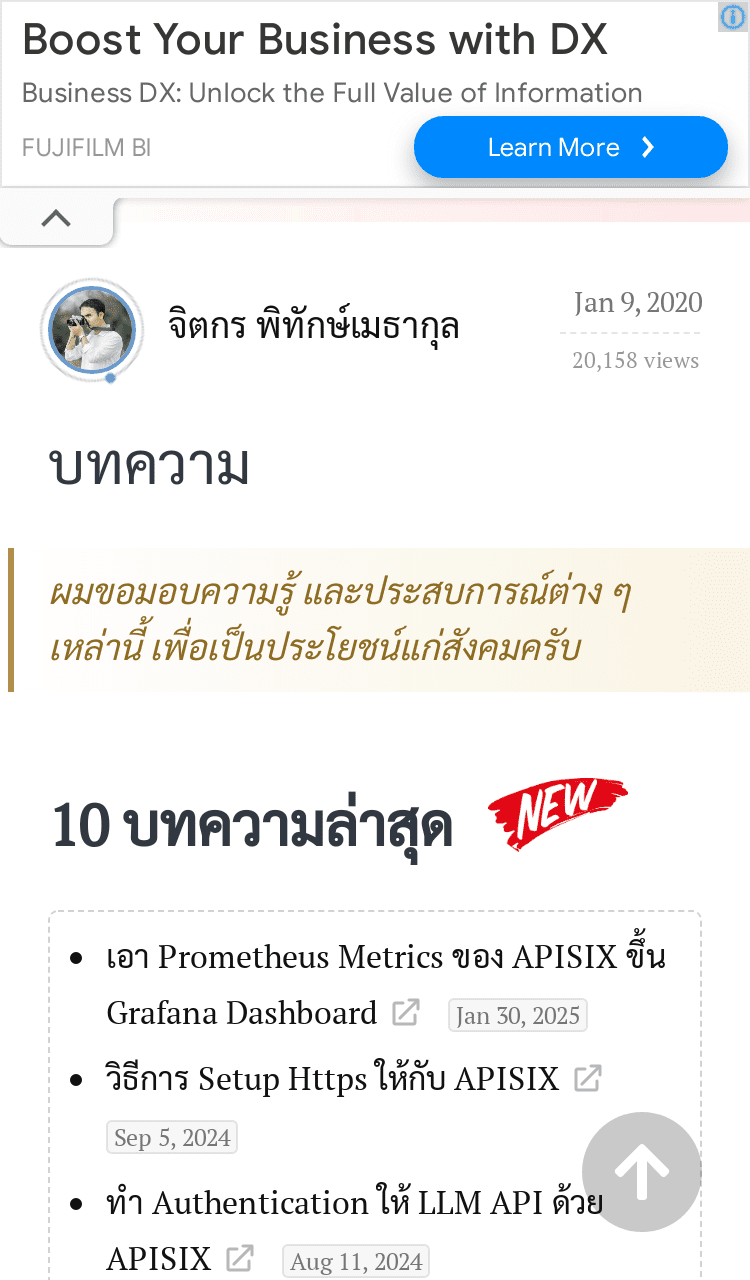 Boost Your Business with DX
Business DX: Unlock the Full Value of Information
FUJIFILM BI
Learn More
จิตกร พิทักษ์เมธากุล
Jan 9, 2020
20,158 views
บทความ
ผมขอมอบความรู้ และประสบการณ์ต่าง ๆ
เหล่านี้ เพื่อเป็นประโยชน์แก่สังคมครับ
10 บทความล่าสุด NEW
เอา Prometheus Metrics ของ APISIX ขึ้น
Grafana Dashboard Jan 30, 2025
วิธีการ Setup Https ให้กับ APISIX
Sep 5, 2024
ทำ Authentication ให้ LLM API ด้วย
APISIX Aug 11, 2024